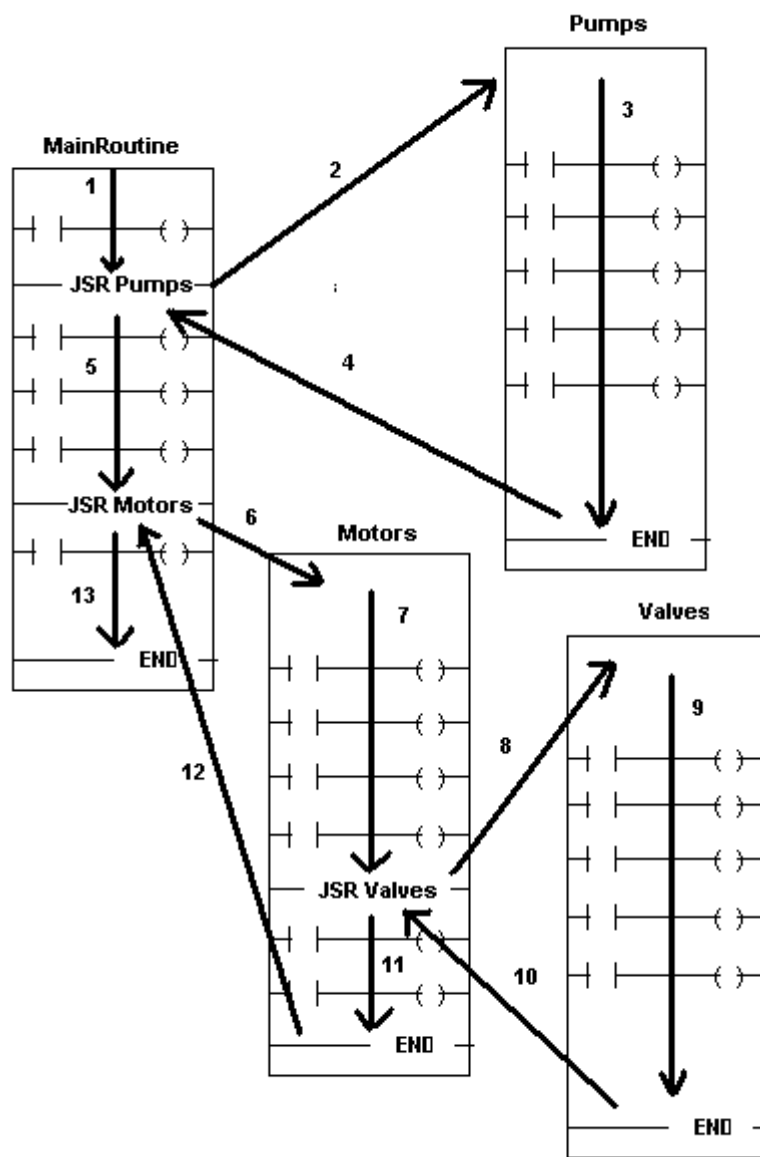 Pumps
3
MainRoutine
1
2
JSR Pumps
5
4
JSR Motors
6
END
Motors
13
END
7
Valves
9
8
12
JSR Valves
11
10
END
END